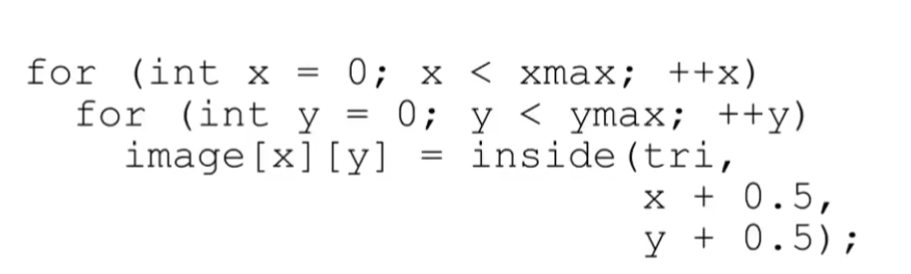 for (int x = 0; x < xmax; ++x)
for (int y = 0; y < ymax; ++y)
image[x][y] = inside(tri,
x + 0.5,
y + 0.5);